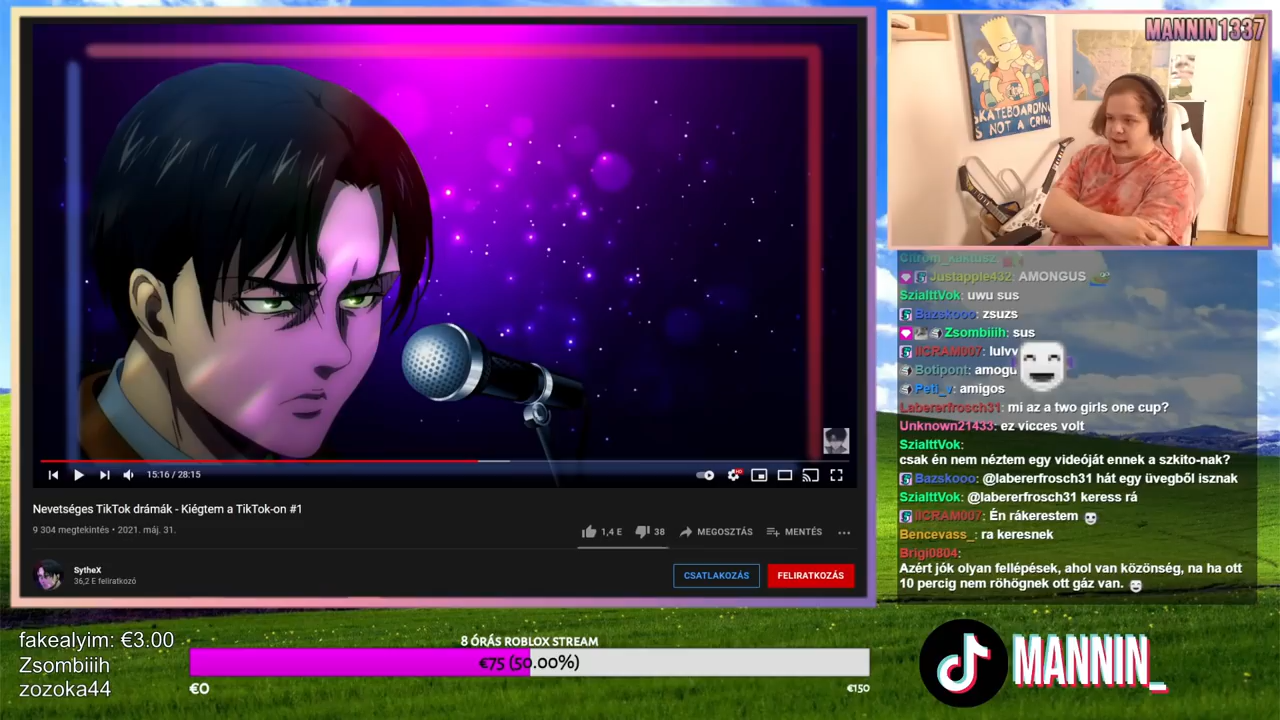 MANNIN1337
SKATEBOARDING
IS NOT A CRIME
15:16 / 28:15
HD
Nevetséges TikTok drámák - Kiégtem a TikTok-on #1
9 304 megtekintés • 2021. máj. 31.
1,4 E
38
MEGOSZTÁS
MENTÉS
SytheX
36,2 E feliratkozó
CSATLAKOZÁS
FELIRATKOZÁS
Citrom_kaktusz:
Justapple432: AMONGUS
SzialttVok: uwu sus
Bazskooo: zsuzs
Zsombiiih: sus
IICRAM007: lulvv
Botipont: amogu
Peti_v: amigos
Labererfrosch31: mi az a two girls one cup?
Unknown21433: ez vicces volt
SzialttVok:
csak én nem néztem egy videóját ennek a szkito-nak?
Bazskooo: @labererfrosch31 hát egy üvegből isznak
SzialttVok: @labererfrosch31 keress rá
IICRAM007: Én rákerestem
Bencevass_: ra keresnek
Brigi0804:
Azért jók olyan fellépések, ahol van közönség, na ha ott
10 percig nem röhögnek ott gáz van.
fakealyim: €3.00
Zsombiiih
zozoka44
8 ÓRÁS ROBLOX STREAM
€75 (50.00%)
€0
€150
MANNIN_